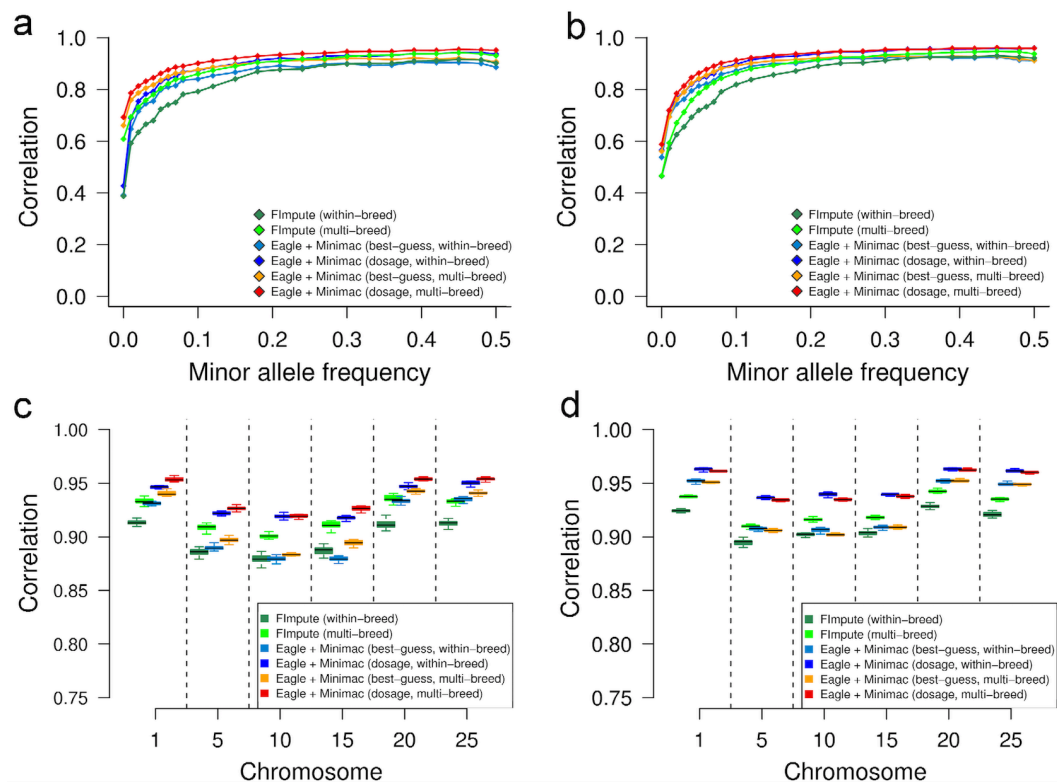 a
1.0
0.8
0.6
0.4
0.2
0.0
Correlation
FImpute (within−breed)
FImpute (multi−breed)
Eagle + Minimac (best−guess, within−breed)
Eagle + Minimac (dosage, within−breed)
Eagle + Minimac (best−guess, multi−breed)
Eagle + Minimac (dosage, multi−breed)
0.0 0.1 0.2 0.3 0.4 0.5
Minor allele frequency
b
1.0
0.8
0.6
0.4
0.2
0.0
Correlation
FImpute (within−breed)
FImpute (multi−breed)
Eagle + Minimac (best−guess, within−breed)
Eagle + Minimac (dosage, within−breed)
Eagle + Minimac (best−guess, multi−breed)
Eagle + Minimac (dosage, multi−breed)
0.0 0.1 0.2 0.3 0.4 0.5
Minor allele frequency
c
1.00
0.95
0.90
0.85
0.80
0.75
Correlation
FImpute (within−breed)
FImpute (multi−breed)
Eagle + Minimac (best−guess, within−breed)
Eagle + Minimac (dosage, within−breed)
Eagle + Minimac (best−guess, multi−breed)
Eagle + Minimac (dosage, multi−breed)
1 5 10 15 20 25
Chromosome
d
1.00
0.95
0.90
0.85
0.80
0.75
Correlation
FImpute (within−breed)
FImpute (multi−breed)
Eagle + Minimac (best−guess, within−breed)
Eagle + Minimac (dosage, within−breed)
Eagle + Minimac (best−guess, multi−breed)
Eagle + Minimac (dosage, multi−breed)
1 5 10 15 20 25
Chromosome